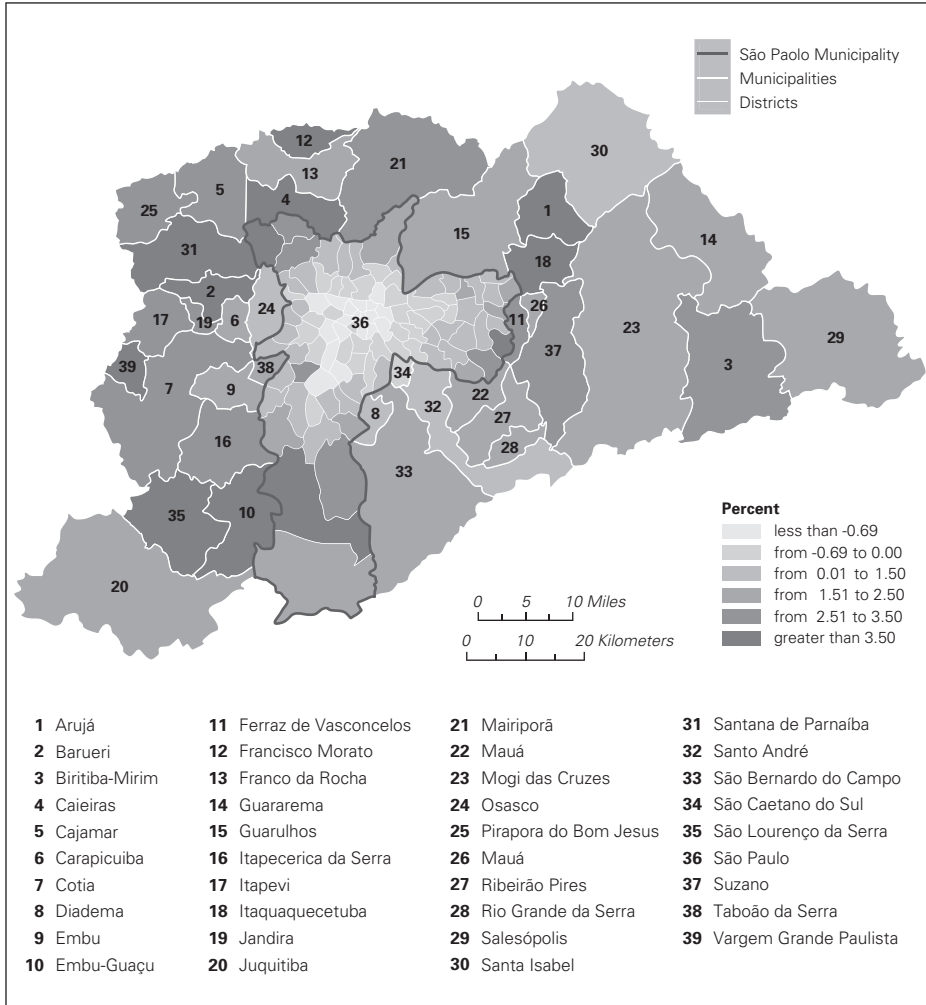 São Paolo Municipality
Municipalities
Districts
12
30
13
21
5
4
25
1
14
15
31
18
2
24
26
17
19
6
36
11
23
29
37
39
38
34
3
7
9
22
8
32
27
16
28
33
35
10
20
Percent
less than -0.69
from -0.69 to 0.00
from 0.01 to 1.50
from 1.51 to 2.50
from 2.51 to 3.50
greater than 3.50
0 5 10 Miles
0 10 20 Kilometers
1 Arujá
2 Barueri
3 Biritiba-Mirim
4 Caieiras
5 Cajamar
6 Carapicuiba
7 Cotia
8 Diadema
9 Embu
10 Embu-Guaçu
11 Ferraz de Vasconcelos
12 Francisco Morato
13 Franco da Rocha
14 Guararema
15 Guarulhos
16 Itapecerica da Serra
17 Itapevi
18 Itaquaquecetuba
19 Jandira
20 Juquitiba
21 Mairiporã
22 Mauá
23 Mogi das Cruzes
24 Osasco
25 Pirapora do Bom Jesus
26 Mauá
27 Ribeirão Pires
28 Rio Grande da Serra
29 Salesópolis
30 Santa Isabel
31 Santana de Parnaíba
32 Santo André
33 São Bernardo do Campo
34 São Caetano do Sul
35 São Lourenço da Serra
36 São Paulo
37 Suzano
38 Taboão da Serra
39 Vargem Grande Paulista